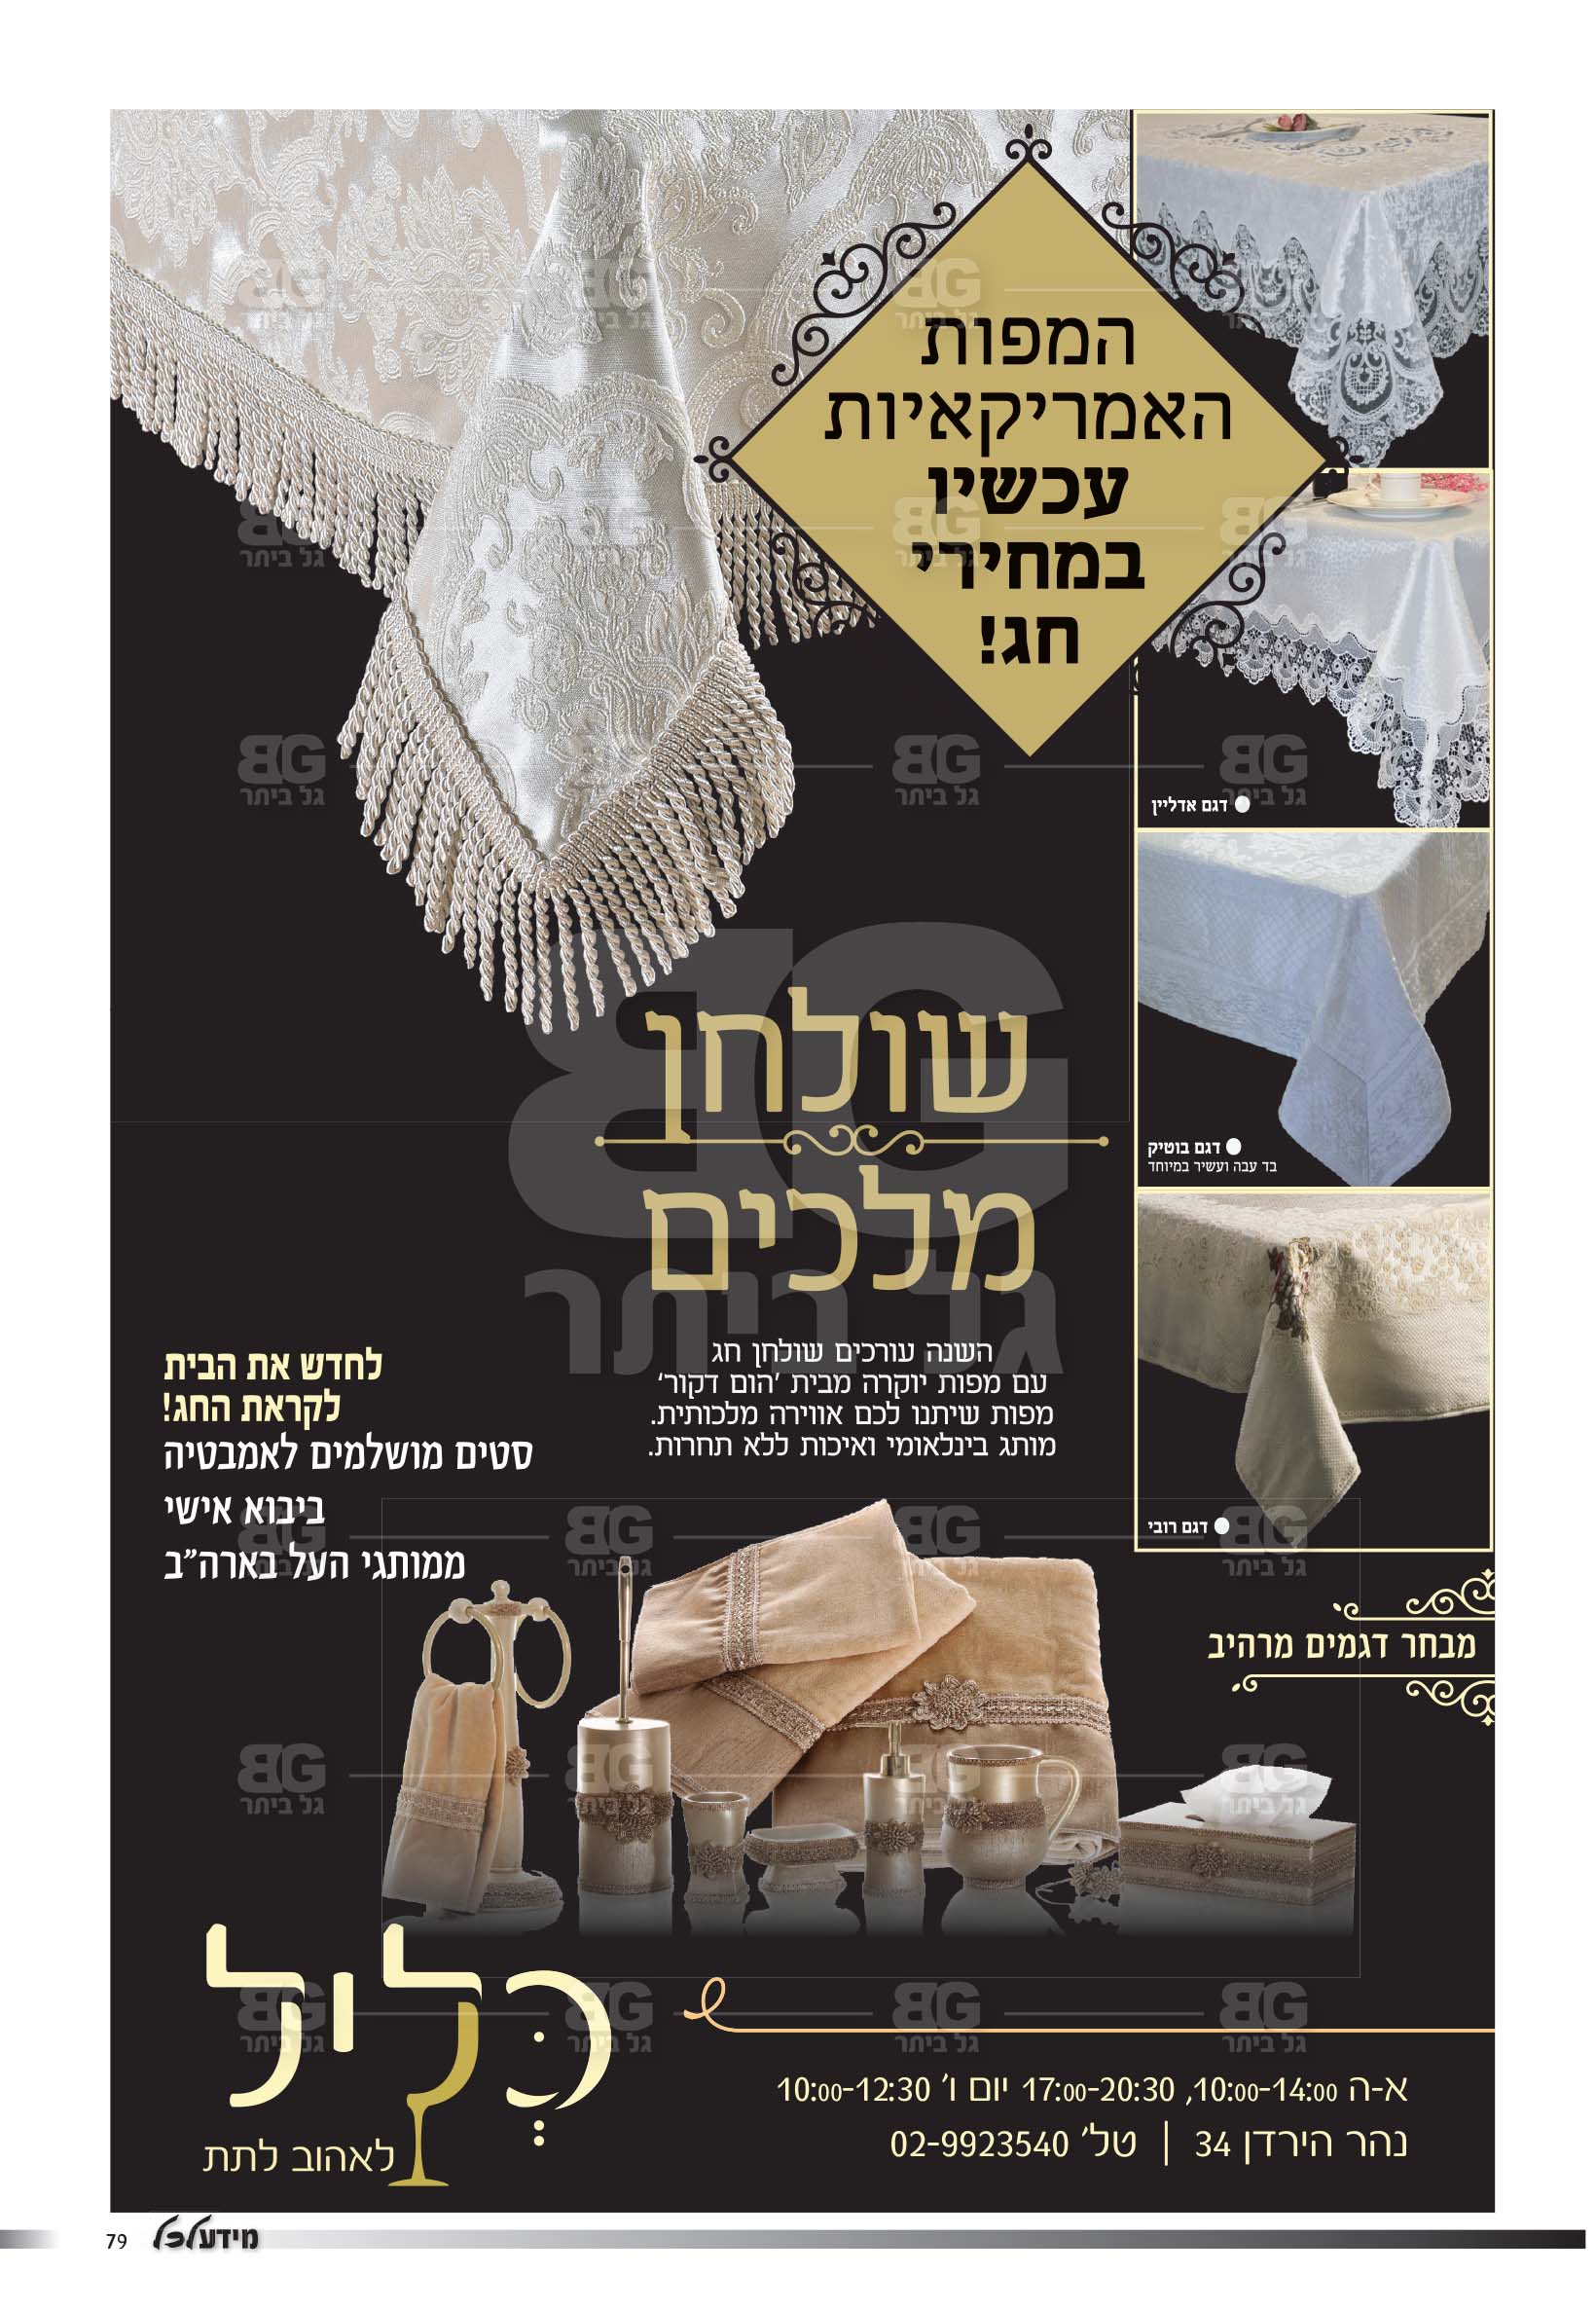 המפות
האמריקאיות
עכשיו
במחירי
חג!
● דגם אדליין
● דגם בוטיק
בד עבה ועשיר במיוחד
● דגם רובי
מבחר דגמים מרהיב
שולחן
מלכים
השנה עורכים שולחן חג
עם מפות יוקרה מבית 'הום דקור'
מפות שיתנו לכם אווירה מלכותית.
מותג בינלאומי ואיכות ללא תחרות.
לחדש את הבית
לקראת החג!
סטים מושלמים לאמבטיה
ביבוא אישי
ממותגי העל בארה"ב
כְּליל
לאהוב לתת
א-ה 10:00-14:00, 17:00-20:30 יום ו' 10:00-12:30
נהר הירדן 34 | טל' 02-9923540
BG
גל ביתר
מידע לכל
79